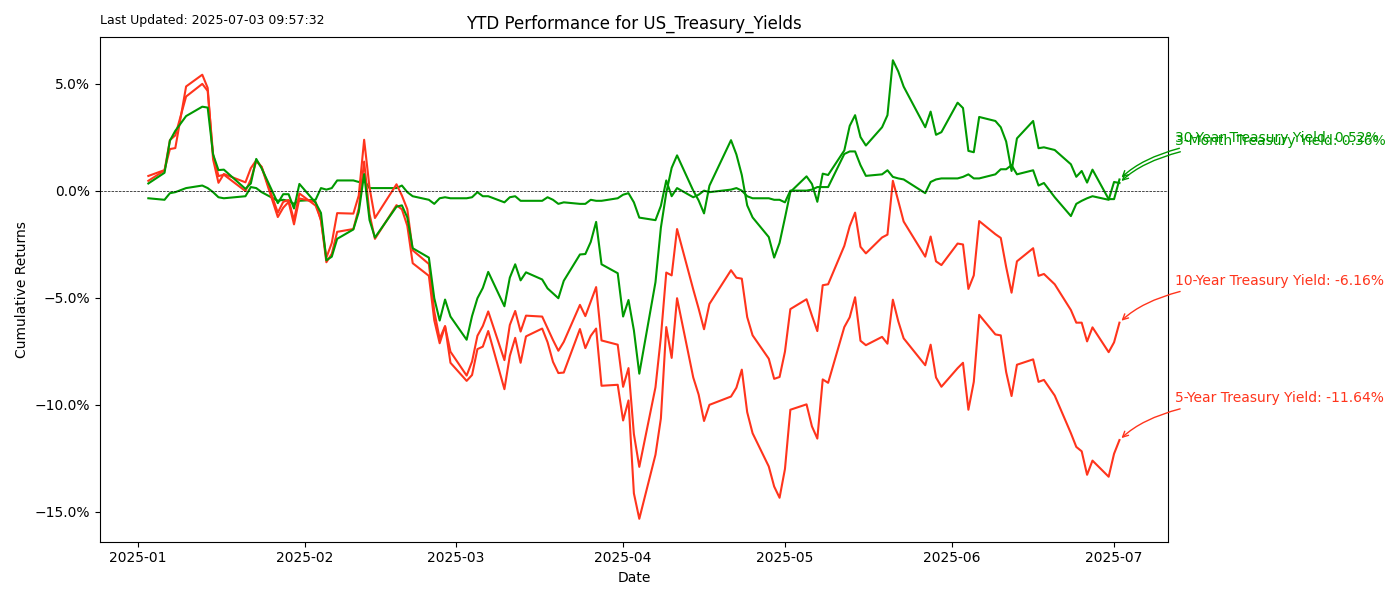 Last Updated: 2025-07-03 09:57:32
YTD Performance for US_Treasury_Yields
5.0%
0.0%
−5.0%
−10.0%
−15.0%
Cumulative Returns
2025-01
2025-02
2025-03
2025-04
2025-05
2025-06
2025-07
Date
30-Year Treasury Yield: 0.52%
3-Month Treasury Yield: 0.36%
10-Year Treasury Yield: -6.16%
5-Year Treasury Yield: -11.64%